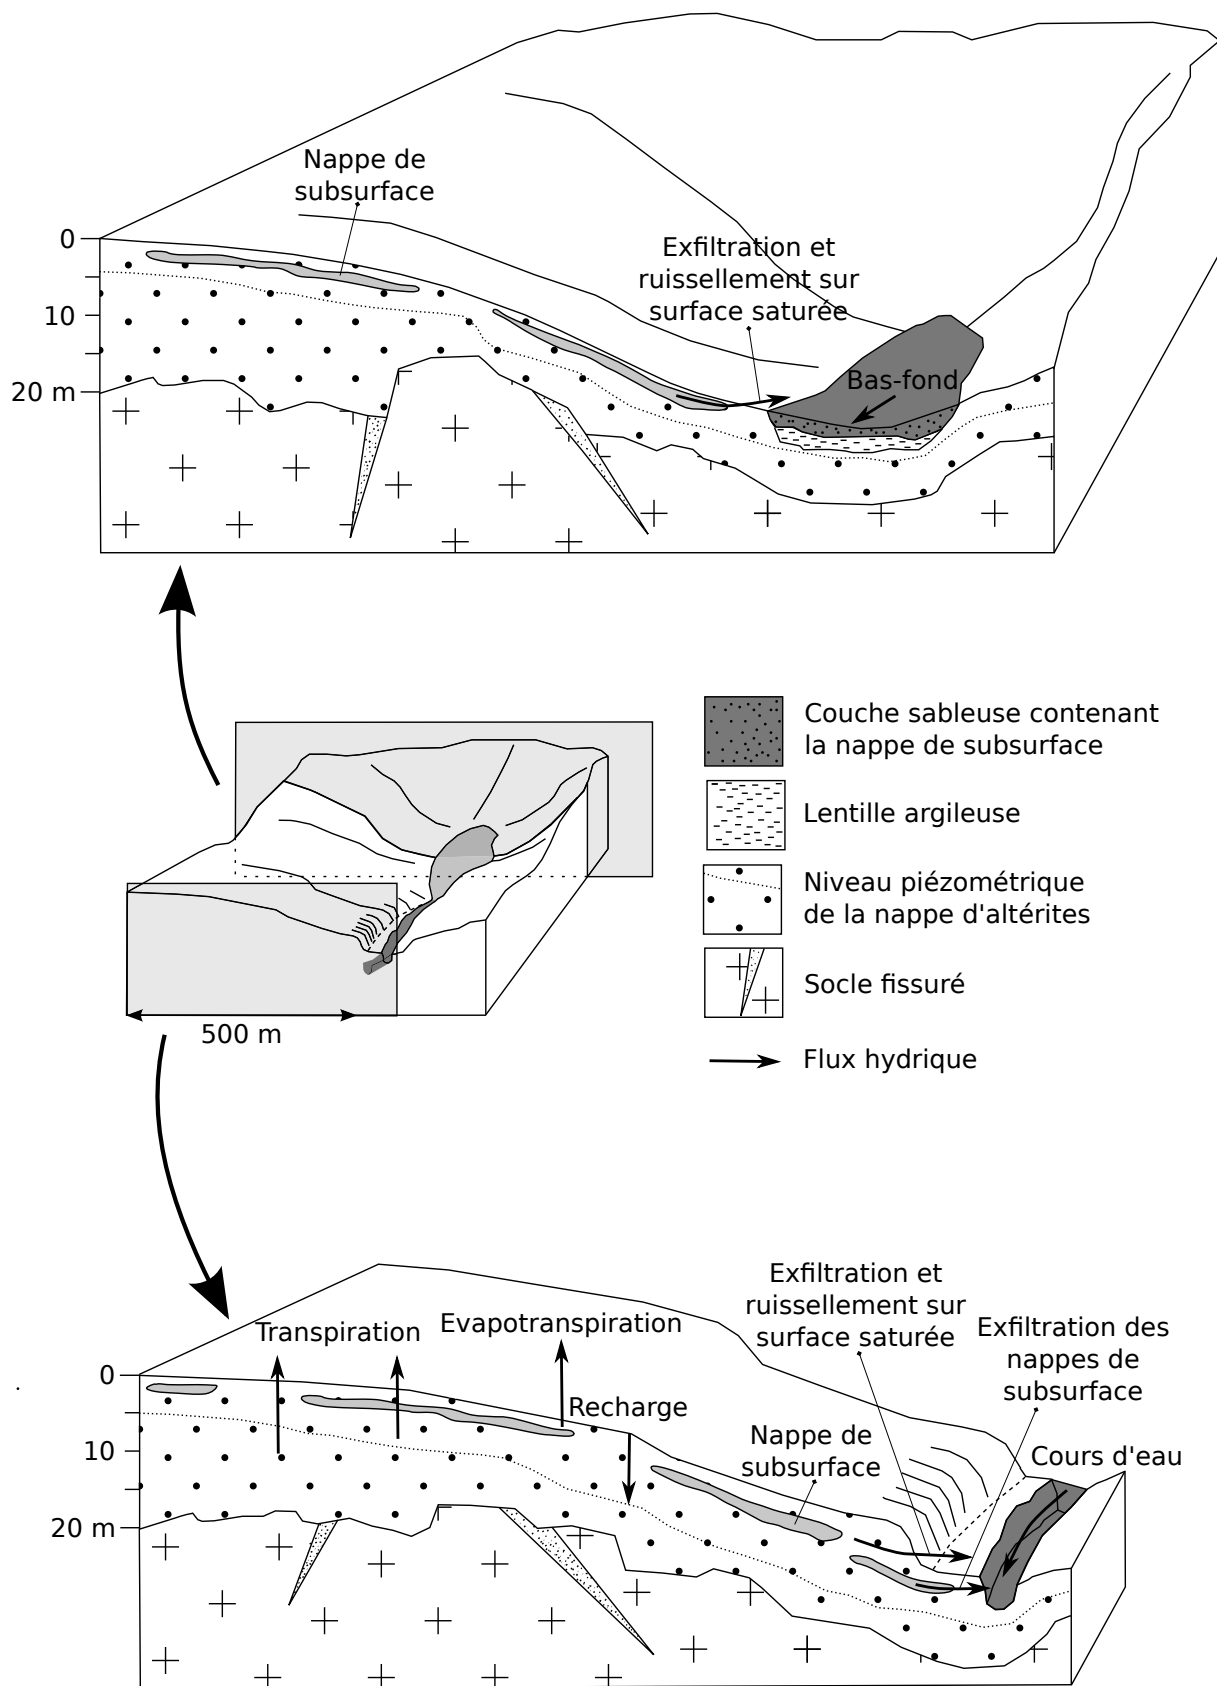 Nappe de
subsurface
0
10
20 m
Exfiltration et
ruissellement sur
surface saturée
Bas-fond
Couche sableuse contenant
la nappe de subsurface
Lentille argileuse
Niveau piézométrique
de la nappe d'altérites
Socle fissuré
Flux hydrique
500 m
Transpiration
Evapotranspiration
Exfiltration et
ruissellement sur
surface saturée
Exfiltration des
nappes de
subsurface
0
10
20 m
Recharge
Nappe de
subsurface
Cours d'eau